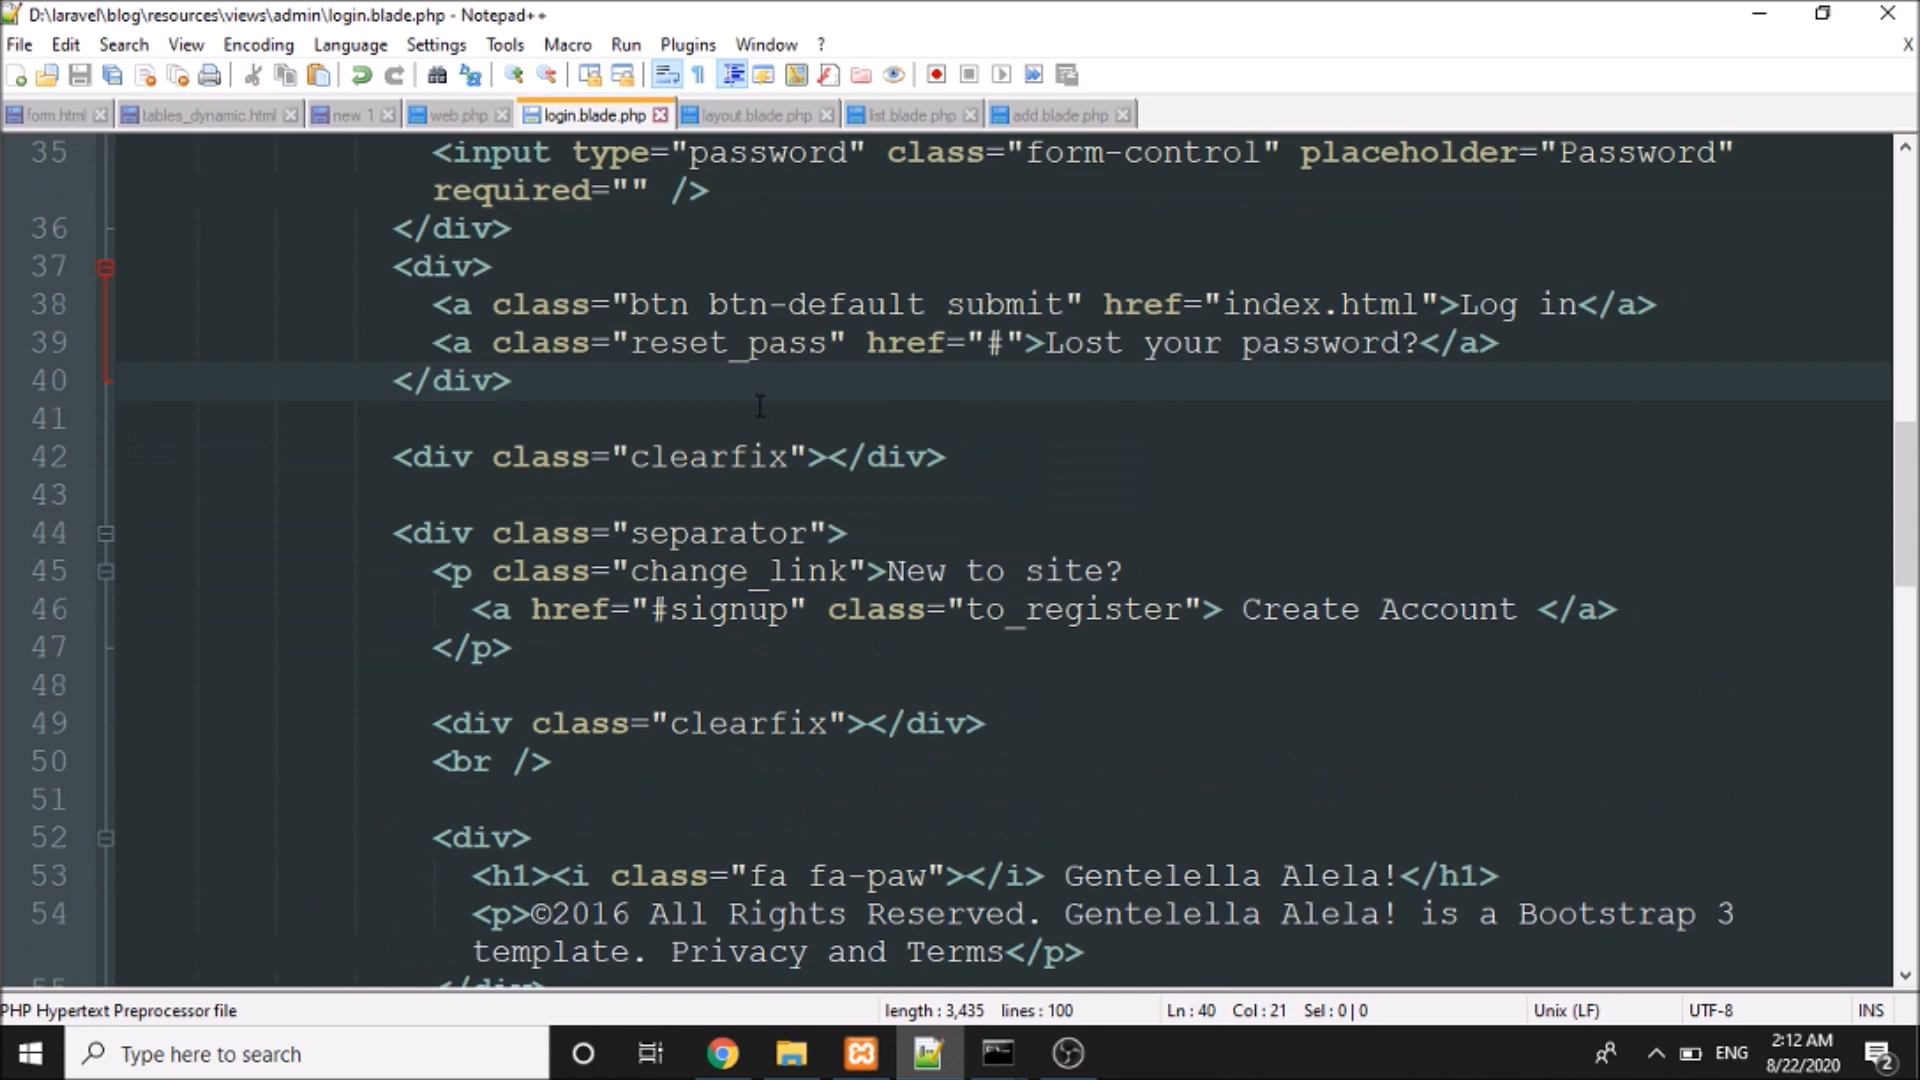 D:\laravel\blog\resources\views\admin\login.blade.php - Notepad++
File Edit Search View Encoding Language Settings Tools Macro Run Plugins Window ? X
form.html tables_dynamic.html new 1 web.php login.blade.php layout.blade.php list.blade.php add.blade.php
35 <input type="password" class="form-control" placeholder="Password"
required="" />
36 </div>
37 <div>
38 <a class="btn btn-default submit" href="index.html">Log in</a>
39 <a class="reset_pass" href="#">Lost your password?</a>
40 </div>
41
42 <div class="clearfix"></div>
43
44 <div class="separator">
45 <p class="change_link">New to site?
46 <a href="#signup" class="to_register"> Create Account </a>
47 </p>
48
49 <div class="clearfix"></div>
50 <br />
51
52 <div>
53 <h1><i class="fa fa-paw"></i> Gentelella Alela!</h1>
54 <p>©2016 All Rights Reserved. Gentelella Alela! is a Bootstrap 3
template. Privacy and Terms</p>
55 </div>
PHP Hypertext Preprocessor file length : 3,435 lines : 100 Ln : 40 Col : 21 Sel : 0 | 0 Unix (LF) UTF-8 INS
Type here to search ENG 2:12 AM
8/22/2020 2